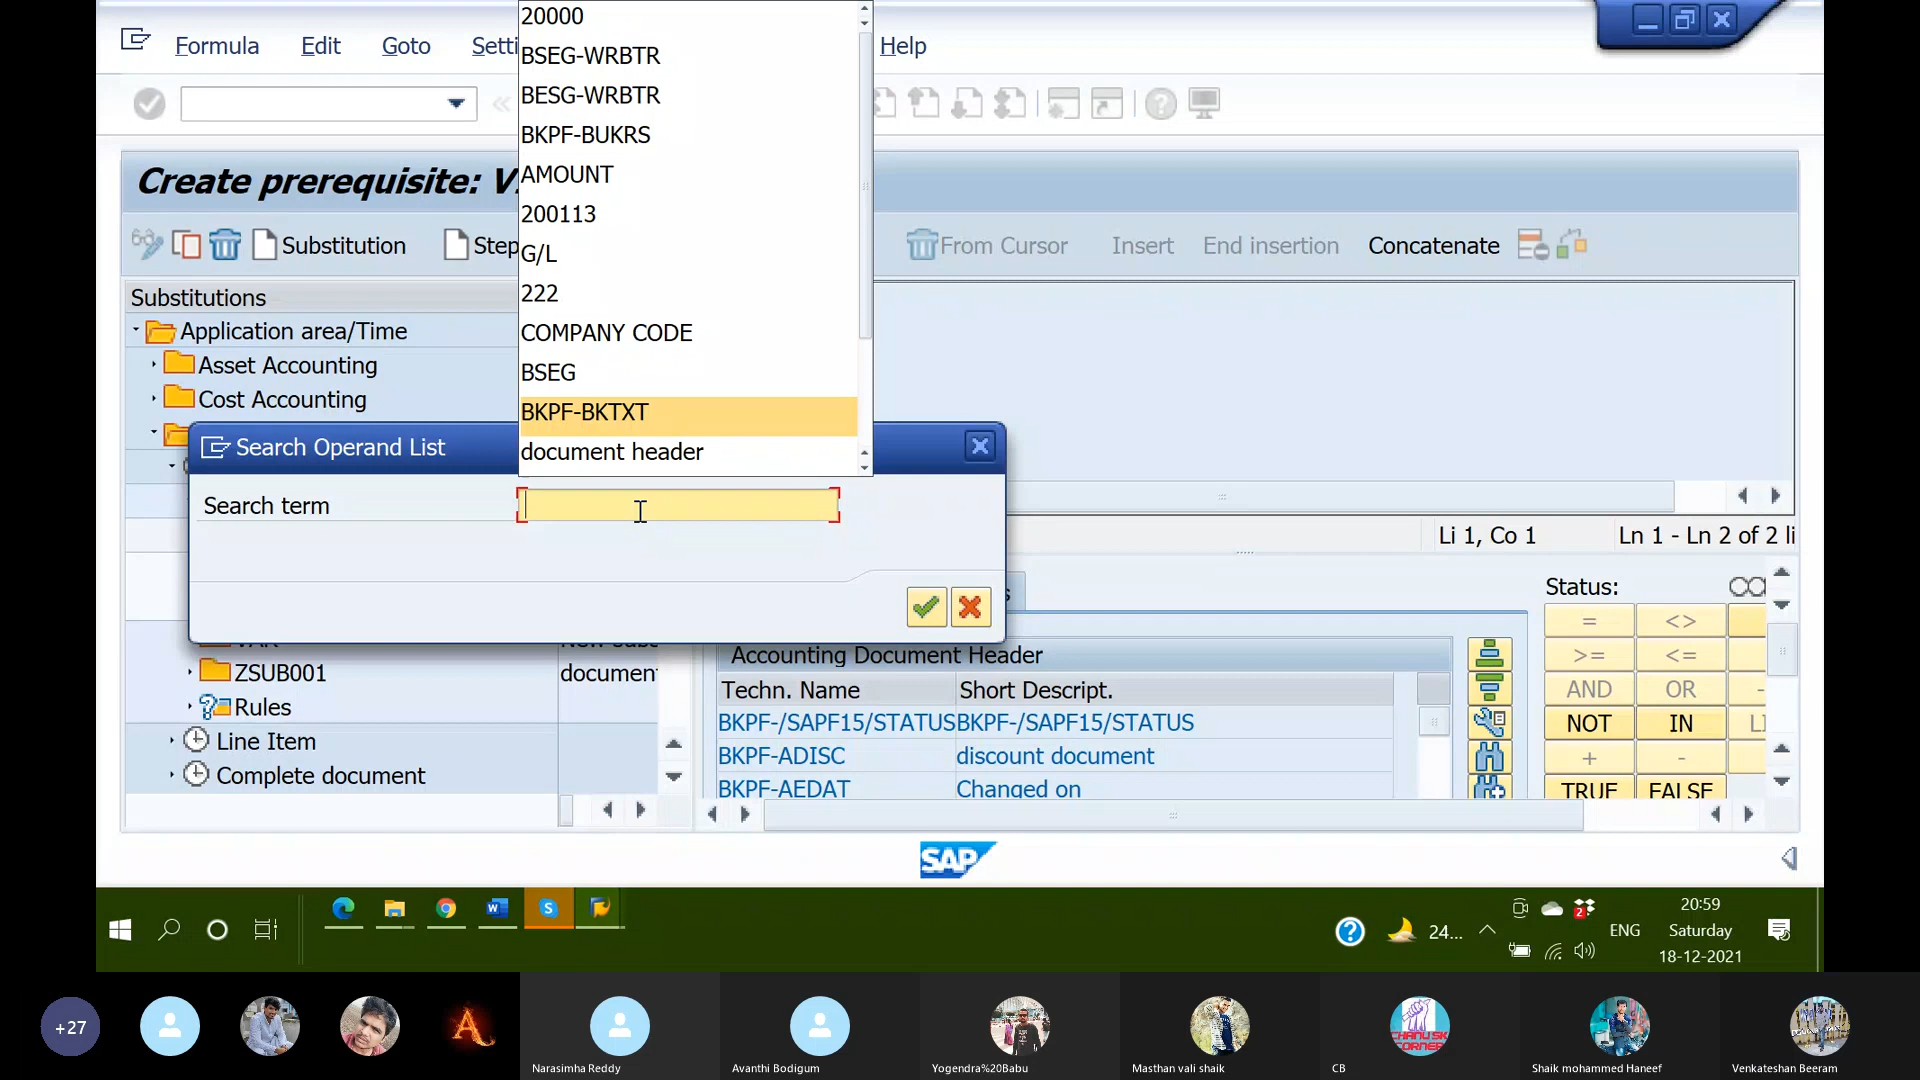 20000
Formula Edit Goto Setti Help
BSEG-WRBTR
BESG-WRBTR
BKPF-BUKRS
AMOUNT
200113
G/L
222
COMPANY CODE
BSEG
BKPF-BKTXT
document header
Create prerequisite: V
Substitution Step From Cursor Insert End insertion Concatenate
Substitutions
Application area/Time
Asset Accounting
Cost Accounting
Search Operand List
Search term
Li 1, Co 1 Ln 1 - Ln 2 of 2 li
Status:
= <>
>= <=
AND OR
NOT IN
+ -
TRUE FALSE
Accounting Document Header
Techn. Name Short Descript.
BKPF-/SAPF15/STATUS BKPF-/SAPF15/STATUS
BKPF-ADISC discount document
BKPF-AEDAT Changed on
ZSUB001 document
Rules
Line Item
Complete document
SAP
20:59
24... ENG Saturday
18-12-2021
+27
Narasimha Reddy
Avanthi Bodigum
Yogendra%20Babu
Masthan vali shaik
CB
Shaik mohammed Haneef
Venkateshan Beeram